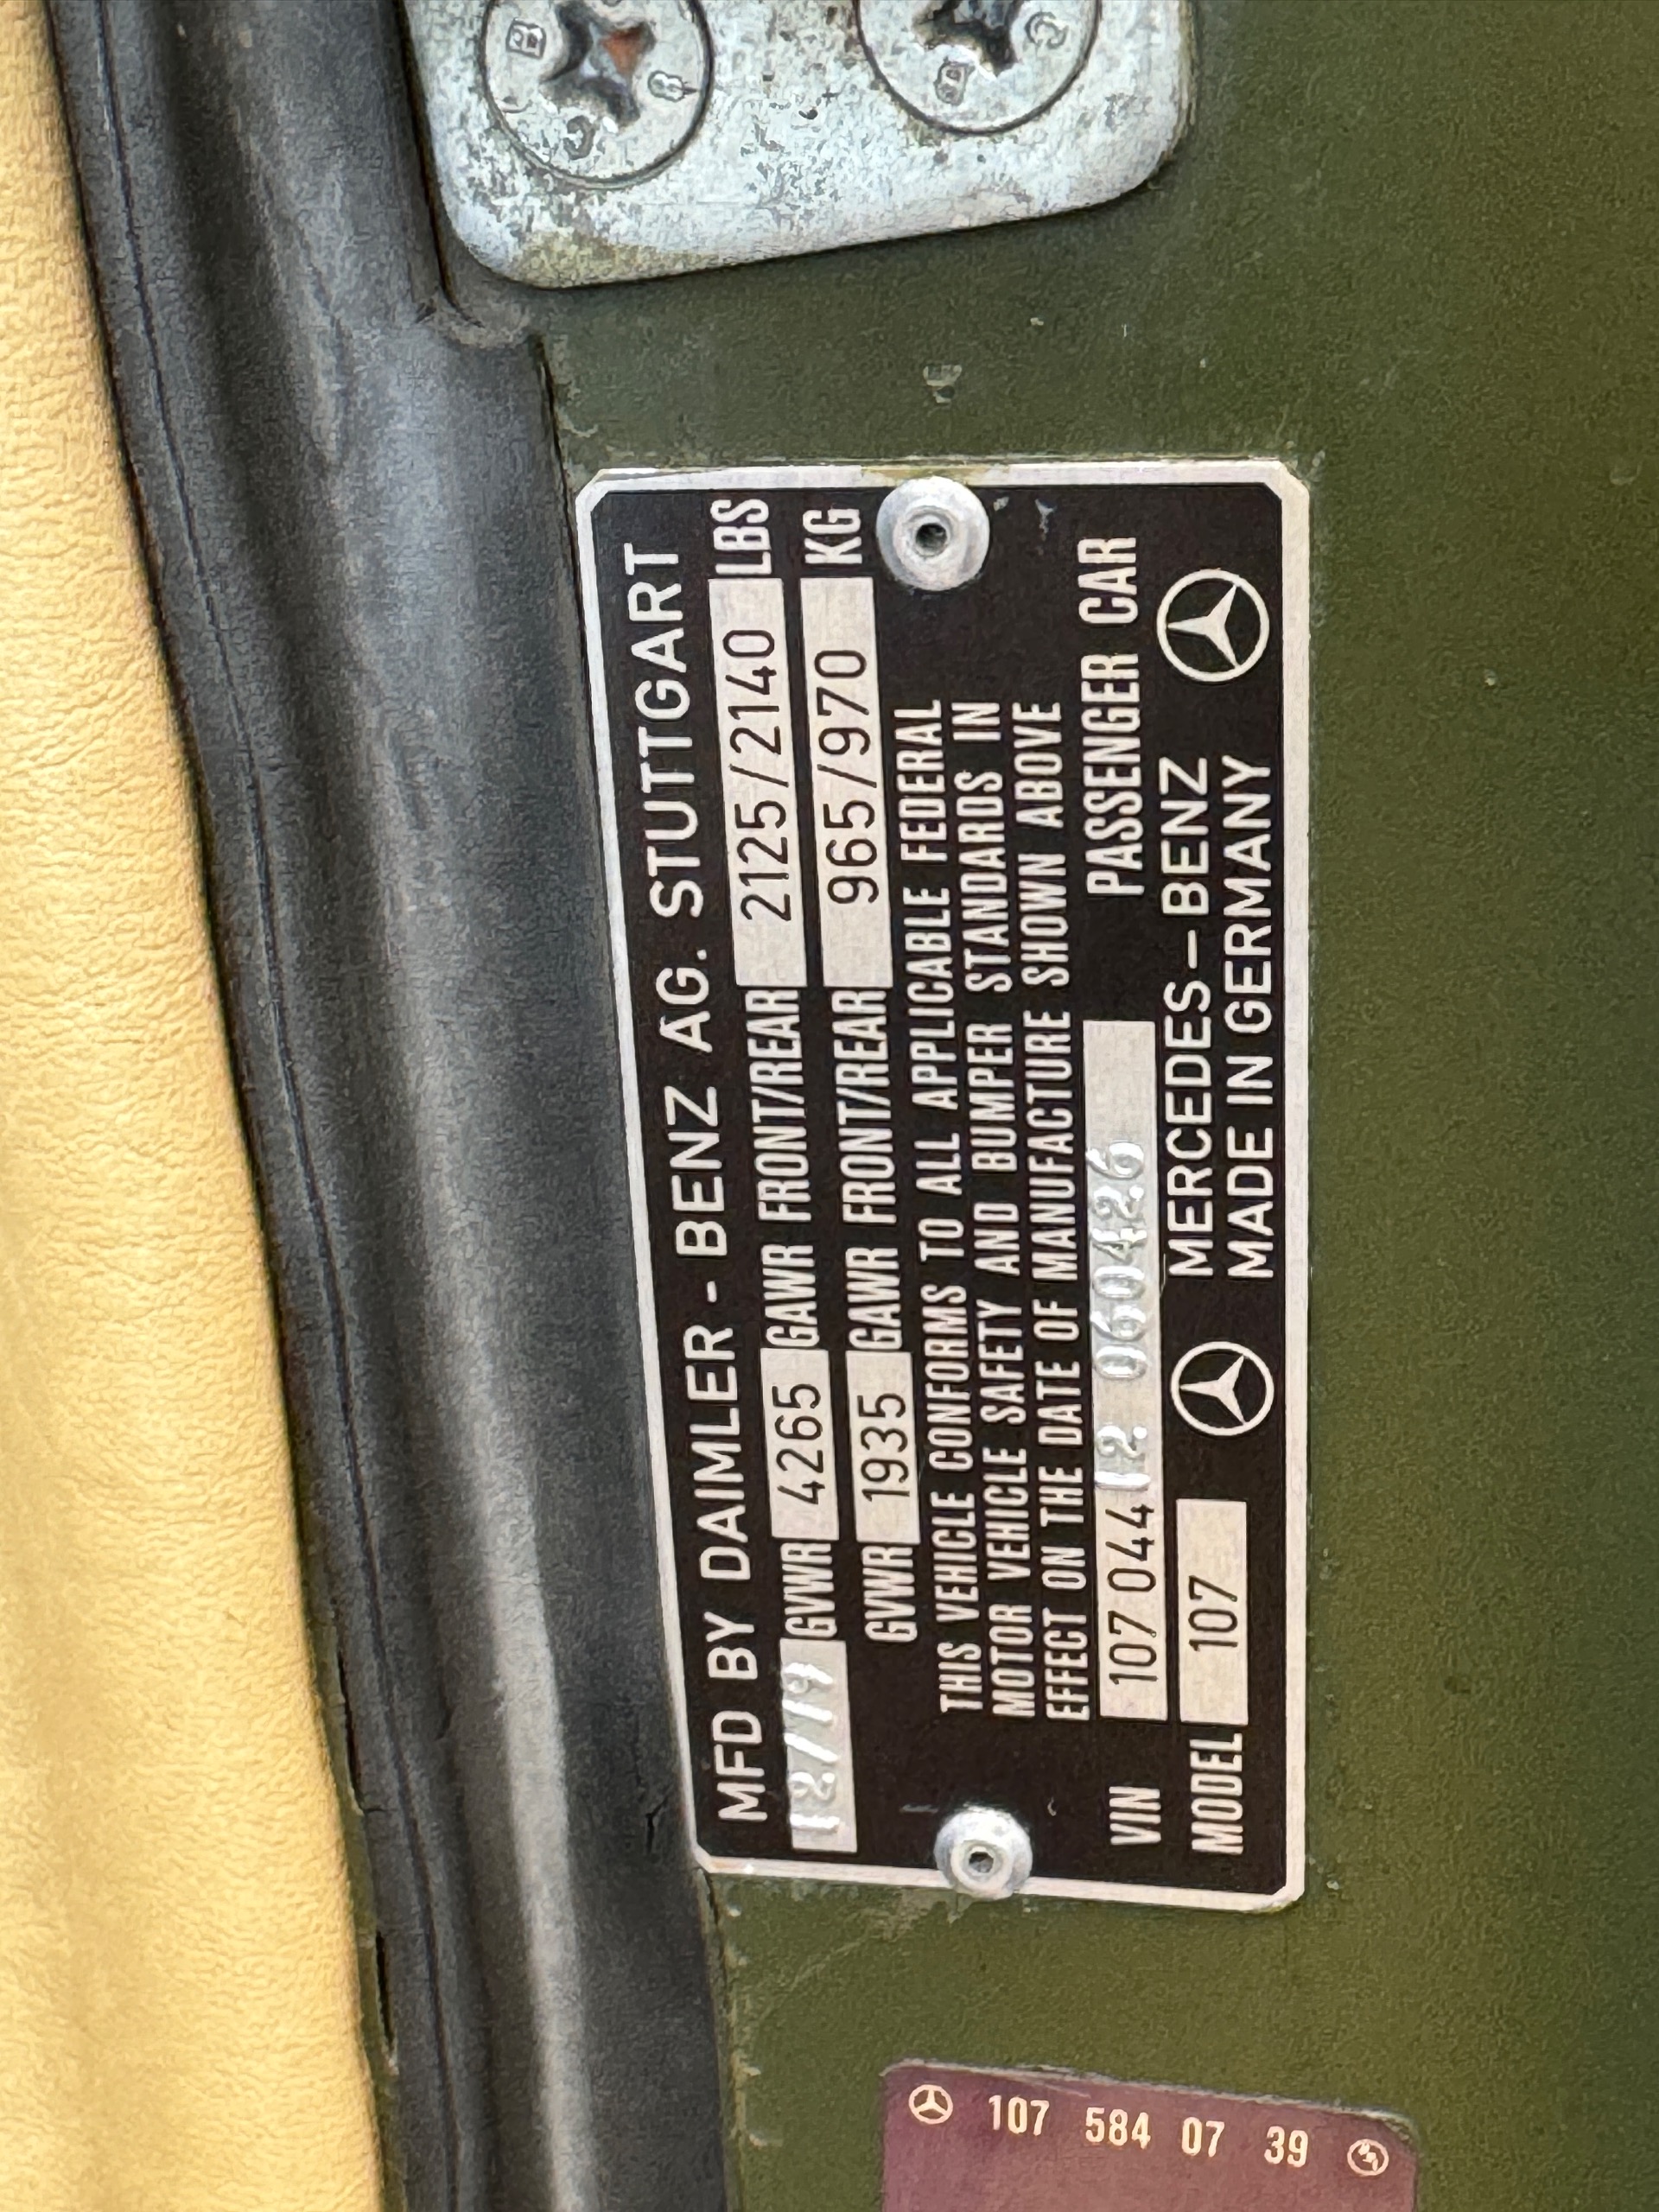 MFD BY DAIMLER - BENZ AG. STUTTGART
12/79 GVWR 4265 GAWR FRONT/REAR 2125/2140 LBS
GVWR 1935 GAWR FRONT/REAR 965/970 KG
THIS VEHICLE CONFORMS TO ALL APPLICABLE FEDERAL
MOTOR VEHICLE SAFETY AND BUMPER STANDARDS IN
EFFECT ON THE DATE OF MANUFACTURE SHOWN ABOVE
VIN 107 044 12 060426 PASSENGER CAR
MODEL 107 MERCEDES-BENZ
MADE IN GERMANY
107 584 07 39